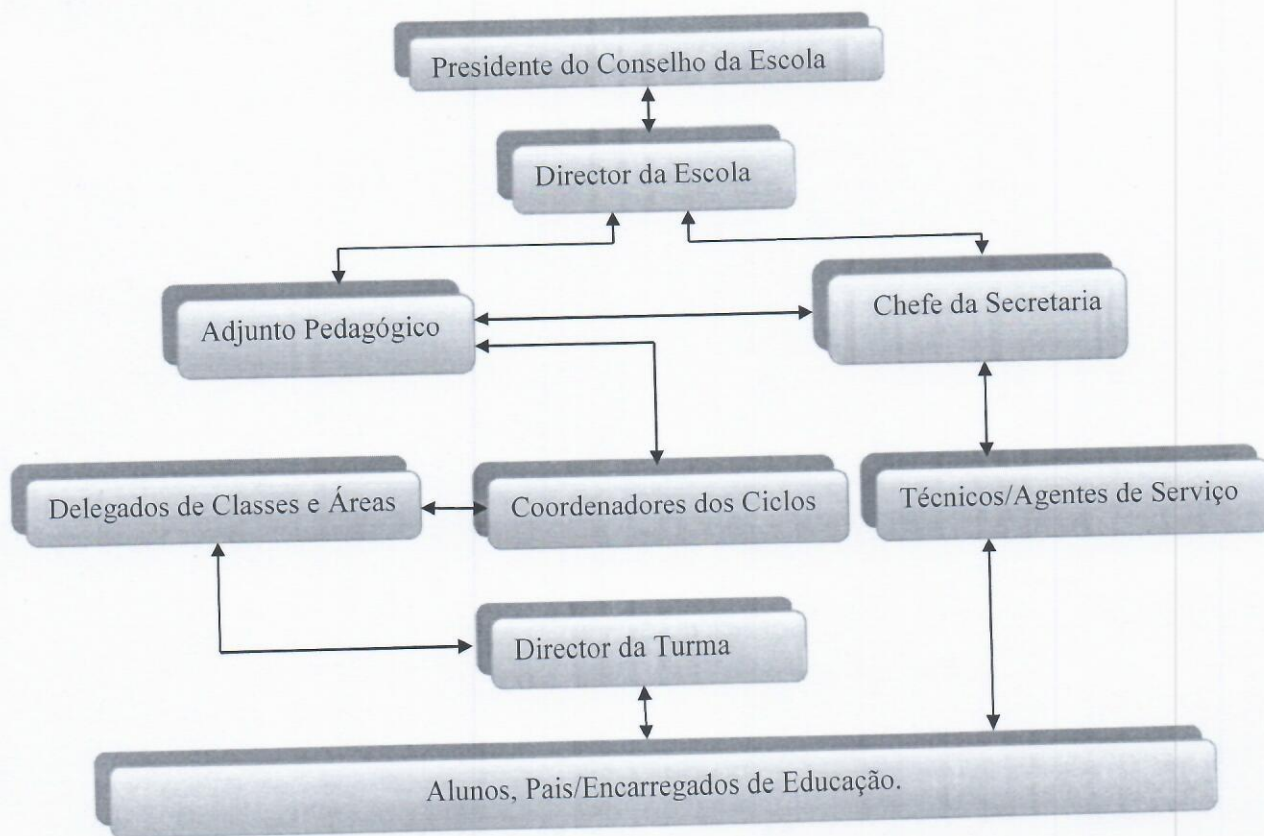 Presidente do Conselho da Escola
Director da Escola
Adjunto Pedagógico
Chefe da Secretaria
Delegados de Classes e Áreas
Coordenadores dos Ciclos
Técnicos/Agentes de Serviço
Director da Turma
Alunos, Pais/Encarregados de Educação.